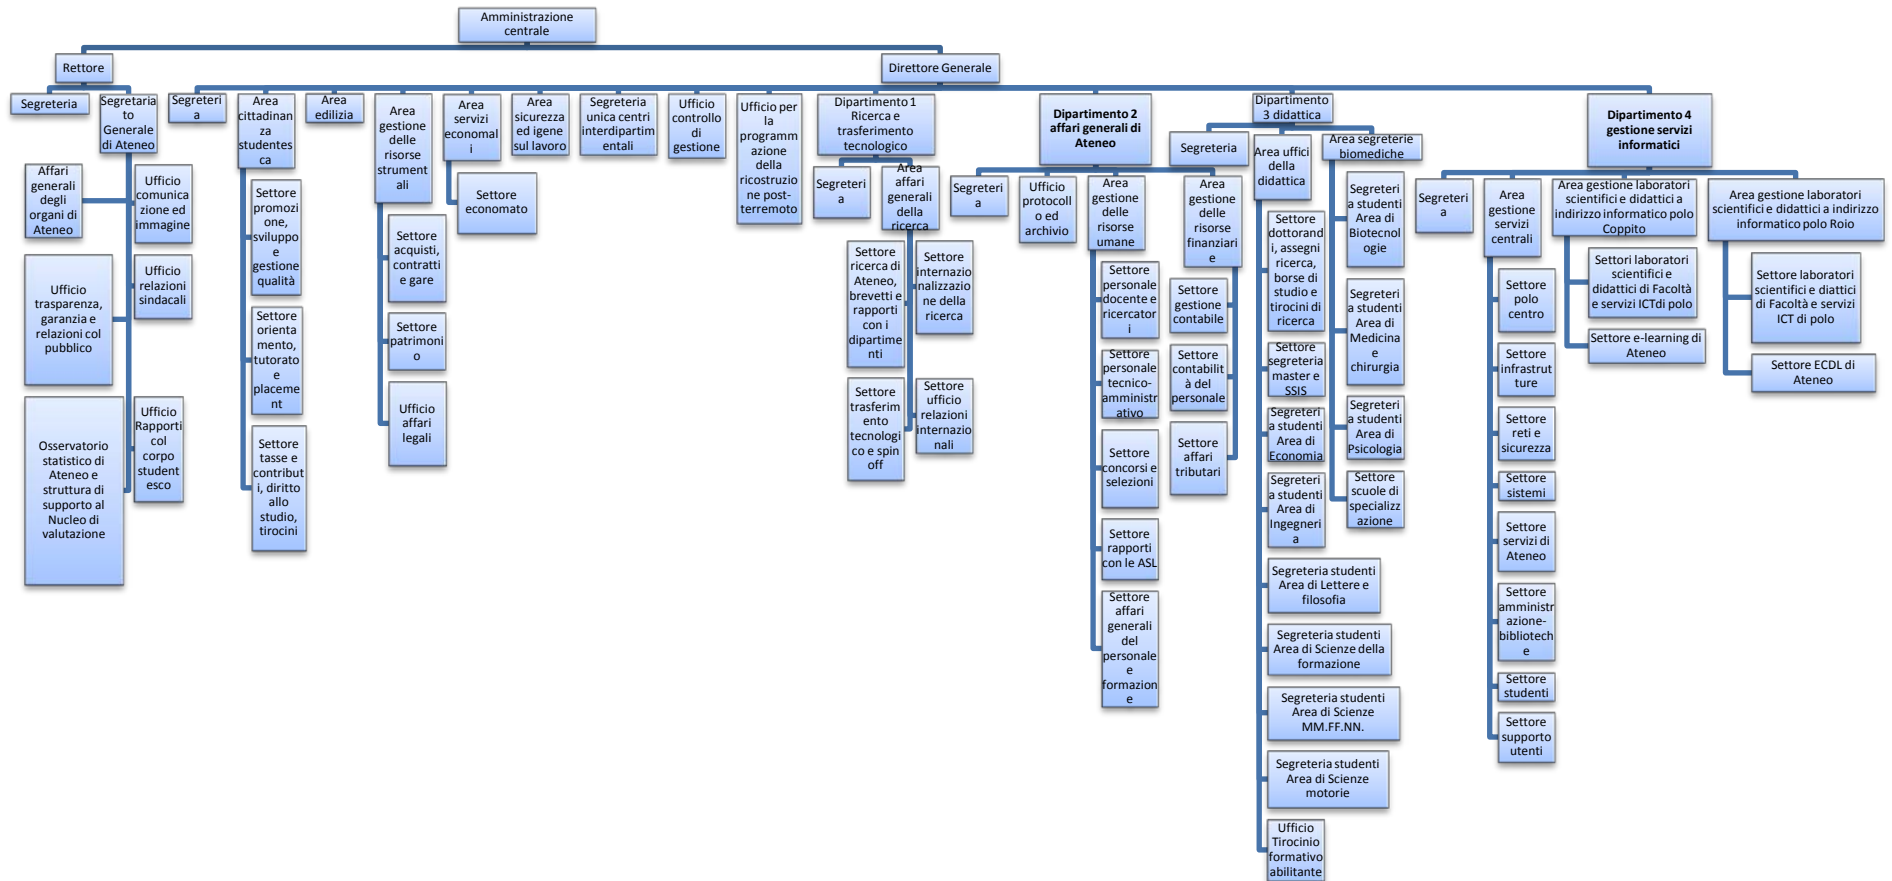 Amministrazione
centrale
Rettore
Direttore Generale
Segreteria
Segretaria
to
Generale
di Ateneo
Affari
generali
degli
organi di
Ateneo
Ufficio
comunica
zione ed
immagine
Ufficio
trasparenza,
garanzia e
relazioni col
pubblico
Ufficio
relazioni
sindacali
Osservatorio
statistico di
Ateneo e
struttura di
supporto al
Nucleo di
valutazione
Ufficio
Rapporti
col
corpo
student
esco
Segreteri
a
Area
cittadinan
za
studentes
ca
Settore
promozio
ne,
sviluppo e
gestione
qualità
Settore
orienta
mento,
tutorato
e
placeme
nt
Settore
tasse e
contribut
i, diritto
allo
studio,
tirocini
Area
edilizia
Area
gestione
delle
risorse
strument
ali
Settore
acquisti,
contratti
e gare
Settore
patrimoni
o
Ufficio
affari
legali
Area
servizi
economal
i
Settore
economato
Area
sicurezza
ed igene
sul lavoro
Segreteria
unica centri
interdipartim
entali
Ufficio
controllo
di
gestione
Ufficio per
la
programm
azione
della
ricostruzio
ne post-
terremoto
Dipartimento 1
Ricerca e
trasferimento
tecnologico
Segreteri
a
Area
affari
generali
della
ricerca
Settore
ricerca di
Ateneo,
brevetti e
rapporti
con i
dipartime
nti
Settore
internazio
nalizzazio
ne della
ricerca
Settore
trasferim
ento
tecnologi
co e spin
off
Settore
ufficio
relazioni
internazio
nali
Dipartimento 2
affari generali di
Ateneo
Segreteri
a
Ufficio
protocoll
o ed
archivio
Area
gestione
delle
risorse
umane
Settore
personale
docente e
ricercator
i
Settore
personale
tecnico-
amministr
ativo
Settore
concorsi e
selezioni
Settore
rapporti
con le ASL
Settore
affari
generali
del
personale
e
formazion
e
Area
gestione
delle
risorse
finanziari
e
Settore
gestione
contabile
Settore
contabilit
à del
personale
Settore
affari
tributari
Dipartimento
3 didattica
Segreteria
Area uffici
della
didattica
Settore
dottorand
i, assegni
ricerca,
borse di
studio e
tirocini di
ricerca
Settore
segreteria
master e
SSIS
Segreteri
a studenti
Area di
Economia
Segreteri
a studenti
Area di
Ingegneri
a
Segreteria studenti
Area di Lettere e
filosofia
Segreteria studenti
Area di Scienze della
formazione
Segreteria studenti
Area di Scienze
MM.FF.NN.
Segreteria studenti
Area di Scienze
motorie
Ufficio
Tirocinio
formativo
abilitante
Area segreterie
biomediche
Segreteri
a studenti
Area di
Biotecnol
ogie
Segreteri
a studenti
Area di
Medicina
e
chirurgia
Segreteri
a studenti
Area di
Psicologia
Settore
scuole di
specializz
azione
Dipartimento 4
gestione servizi
informatici
Segreteri
a
Area
gestione
servizi
centrali
Settore
polo
centro
Settore
infrastrut
ture
Settore
reti e
sicurezza
Settore
sistemi
Settore
servizi di
Ateneo
Settore
amministr
azione-
bibliotech
e
Settore
studenti
Settore
supporto
utenti
Area gestione laboratori
scientifici e didattici a
indirizzo informatico polo
Coppito
Settori laboratori
scientifici e
didattici di Facoltà
e servizi ICTdi polo
Settore e-learning di
Ateneo
Area gestione laboratori
scientifici e didattici a indirizzo
informatico polo Roio
Settore laboratori
scientifici e diattici
di Facoltà e servizi
ICT di polo
Settore ECDL di
Ateneo